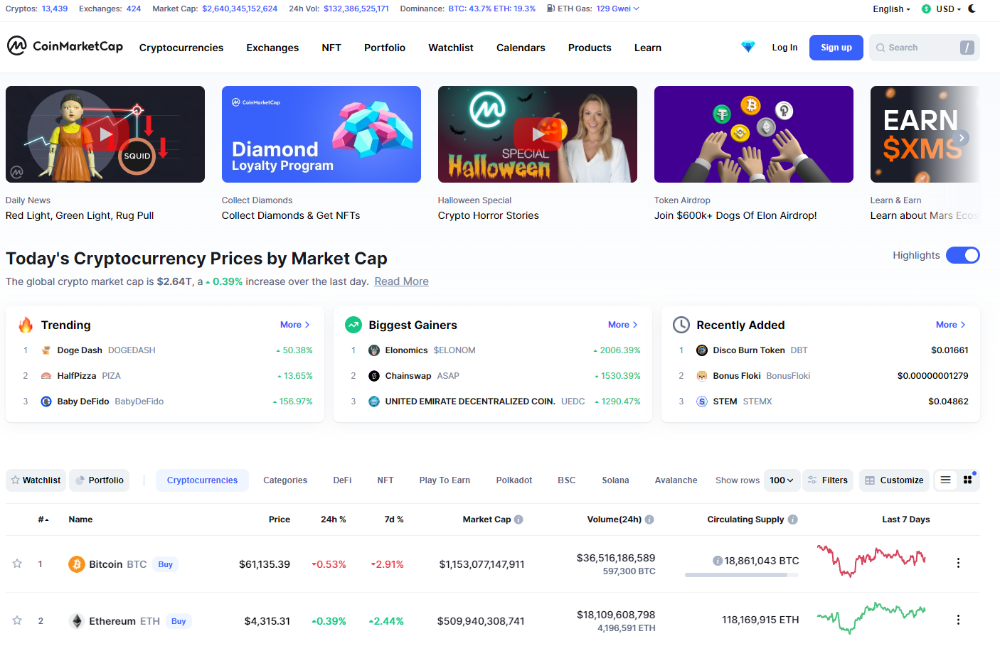 Cryptos: 13,439 Exchanges: 424 Market Cap: $2,640,345,152,624 24h Vol: $132,386,525,171 Dominance: BTC: 43.7% ETH: 19.3% ETH Gas: 129 Gwei English USD
CoinMarketCap Cryptocurrencies Exchanges NFT Portfolio Watchlist Calendars Products Learn Log In Sign up Search /
SQUID
CoinMarketCap
Diamond
Loyalty Program
SPECIAL
Halloween
EARN
$XMS
Daily News
Red Light, Green Light, Rug Pull
Collect Diamonds
Collect Diamonds & Get NFTs
Halloween Special
Crypto Horror Stories
Token Airdrop
Join $600k+ Dogs Of Elon Airdrop!
Learn & Earn
Learn about Mars Ecos
Today's Cryptocurrency Prices by Market Cap
Highlights
The global crypto market cap is $2.64T, a 0.39% increase over the last day. Read More
Trending More
1 Doge Dash DOGEDASH 50.38%
2 HalfPizza PIZA 13.65%
3 Baby DeFido BabyDeFido 156.97%
Biggest Gainers More
1 Elonomics $ELONOM 2006.39%
2 Chainswap ASAP 1530.39%
3 UNITED EMIRATE DECENTRALIZED COIN. UEDC 1290.47%
Recently Added More
1 Disco Burn Token DBT $0.01661
2 Bonus Floki BonusFloki $0.00000001279
3 STEM STEMX $0.04862
Watchlist Portfolio Cryptocurrencies Categories DeFi NFT Play To Earn Polkadot BSC Solana Avalanche Show rows 100 Filters Customize
# Name Price 24h % 7d % Market Cap Volume(24h) Circulating Supply Last 7 Days
1 Bitcoin BTC Buy $61,135.39 0.53% 2.91% $1,153,077,147,911 $36,516,186,589 18,861,043 BTC
597,300 BTC
2 Ethereum ETH Buy $4,315.31 0.39% 2.44% $509,940,308,741 $18,109,608,798 118,169,915 ETH
4,196,591 ETH